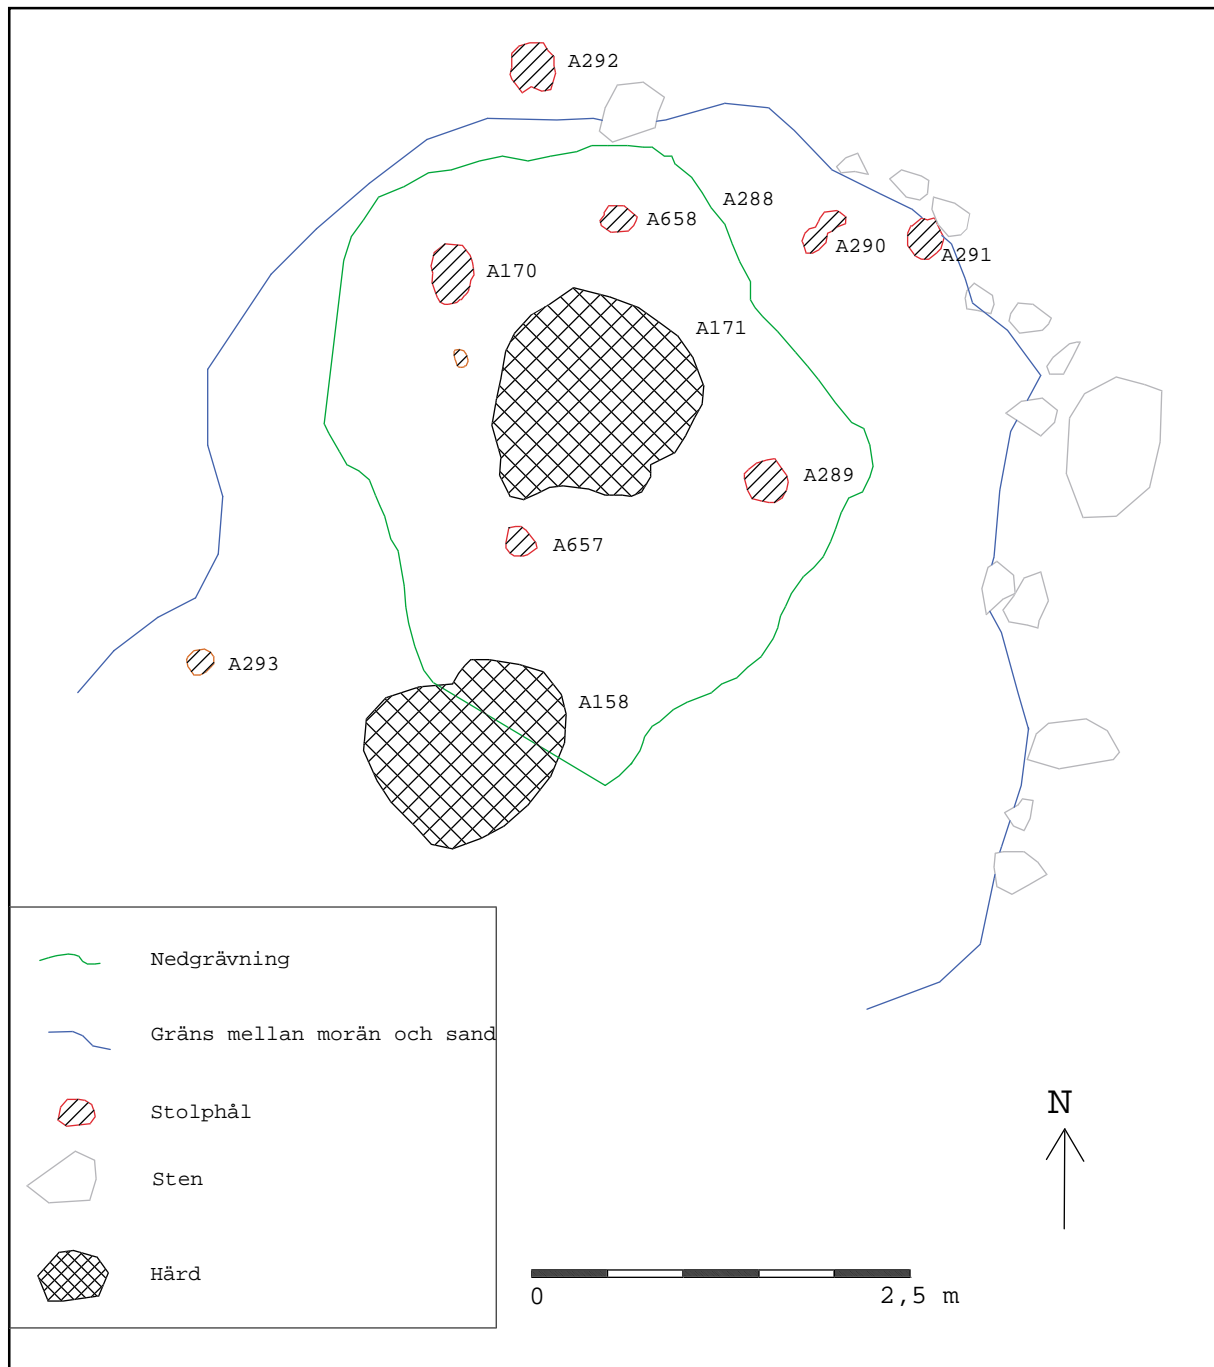 A292
A288
A658
A290
A291
A170
A171
A289
A657
A293
A158
Nedgrävning
Gräns mellan morän och sand
Stolphål
Sten
Härd
N
0
2,5 m